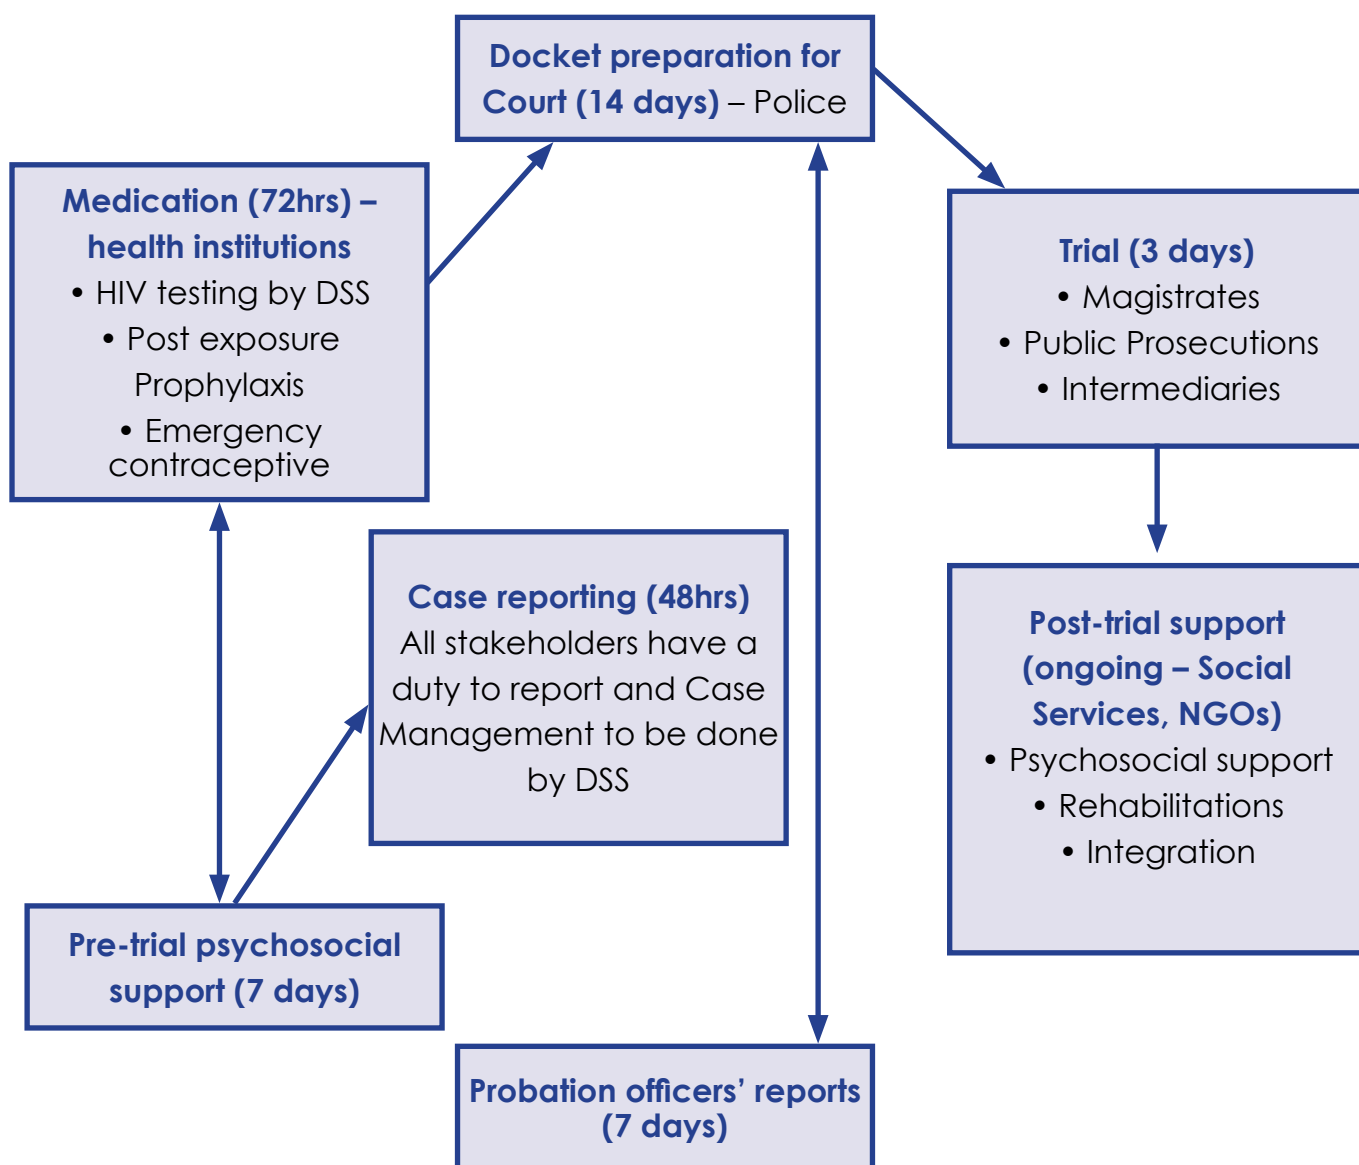 Docket preparation for
Court (14 days) – Police
Medication (72hrs) –
health institutions
• HIV testing by DSS
• Post exposure
Prophylaxis
• Emergency
contraceptive
Trial (3 days)
• Magistrates
• Public Prosecutions
• Intermediaries
Case reporting (48hrs)
All stakeholders have a
duty to report and Case
Management to be done
by DSS
Post-trial support
(ongoing – Social
Services, NGOs)
• Psychosocial support
• Rehabilitations
• Integration
Pre-trial psychosocial
support (7 days)
Probation officers’ reports
(7 days)